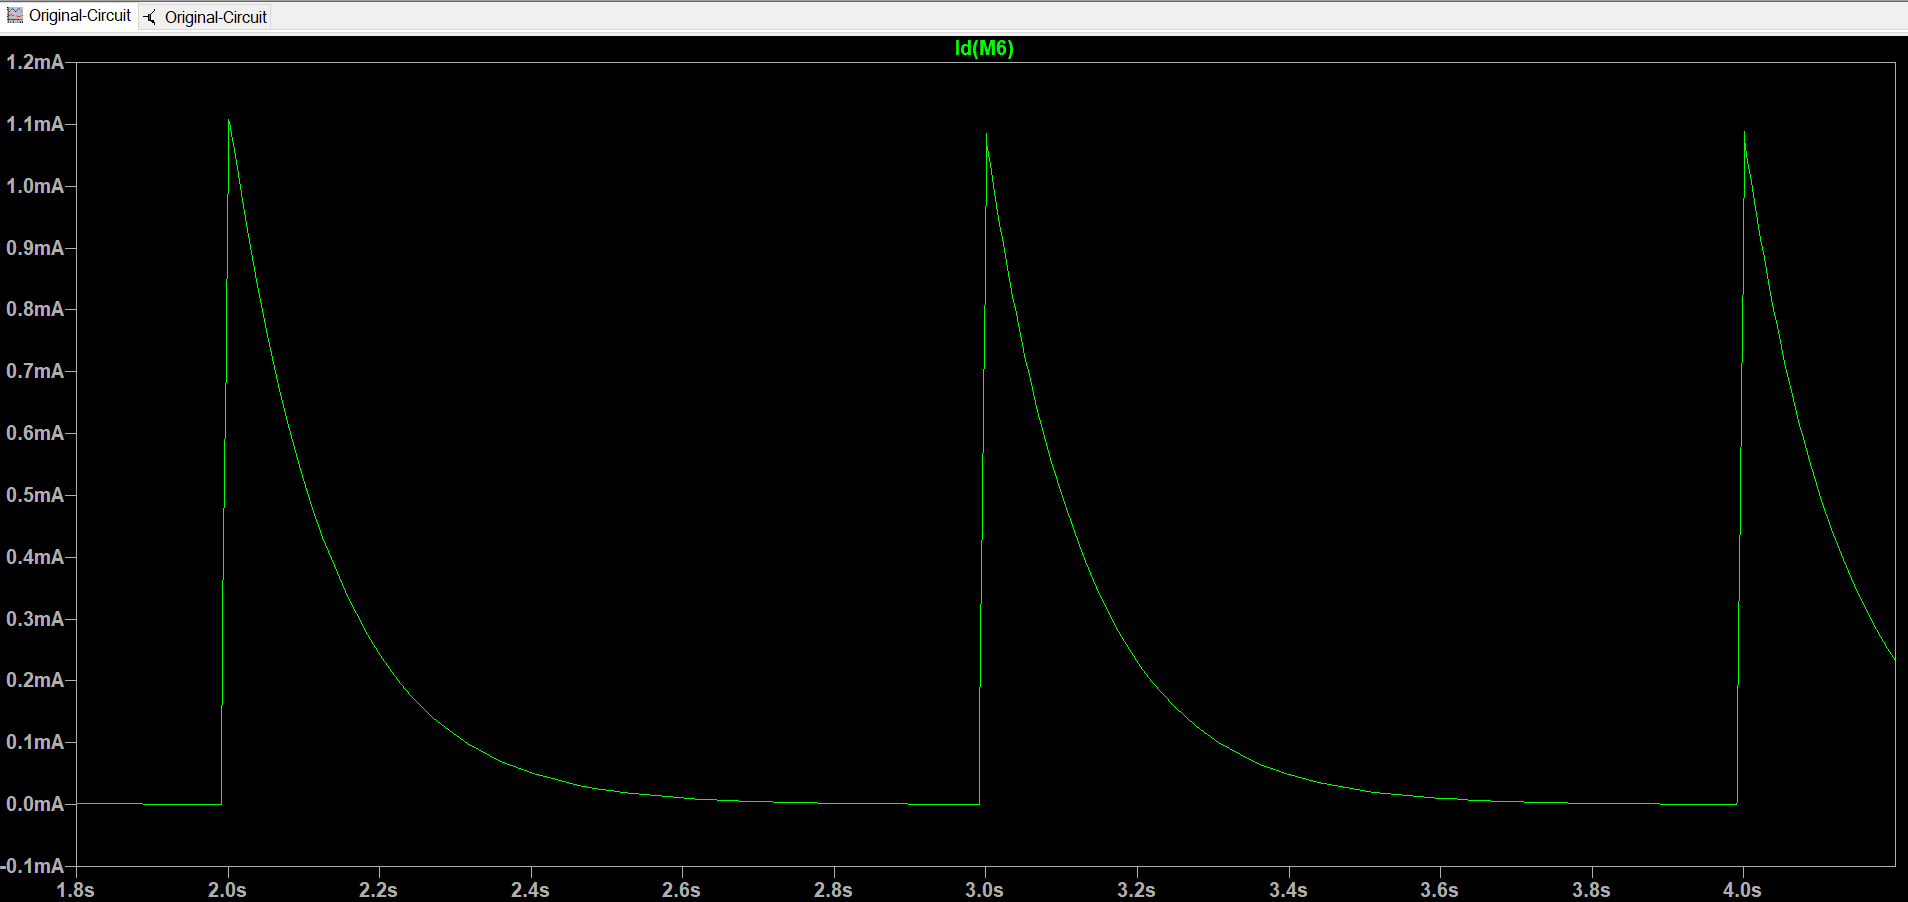 Original-Circuit Original-Circuit
Id(M6)
1.2mA
1.1mA
1.0mA
0.9mA
0.8mA
0.7mA
0.6mA
0.5mA
0.4mA
0.3mA
0.2mA
0.1mA
0.0mA
-0.1mA
1.8s 2.0s 2.2s 2.4s 2.6s 2.8s 3.0s 3.2s 3.4s 3.6s 3.8s 4.0s